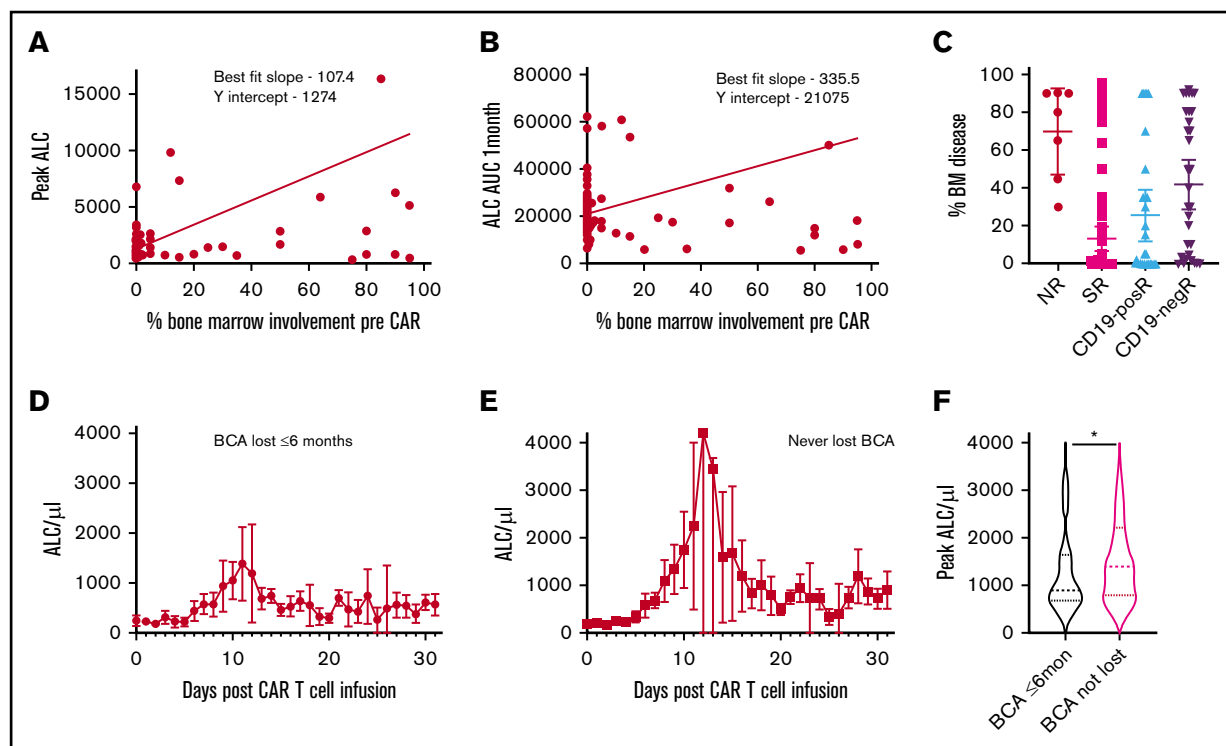 A
Best fit slope - 107.4
Y intercept - 1274
Peak ALC
15000
10000
5000
0
0 20 40 60 80 100
% bone marrow involvement pre CAR
B
Best fit slope - 335.5
Y intercept - 21075
ALC AUC 1month
80000
60000
40000
20000
0
0 20 40 60 80 100
% bone marrow involvement pre CAR
C
% BM disease
100
80
60
40
20
0
NR
SR
CD19-posR
CD19-negR
D
BCA lost ≤6 months
ALC/µl
4000
3000
2000
1000
0
0 10 20 30
Days post CAR T cell infusion
E
Never lost BCA
ALC/µl
4000
3000
2000
1000
0
0 10 20 30
Days post CAR T cell infusion
F
*
Peak ALC/µl
4000
3000
2000
1000
0
BCA ≤6mon
BCA not lost